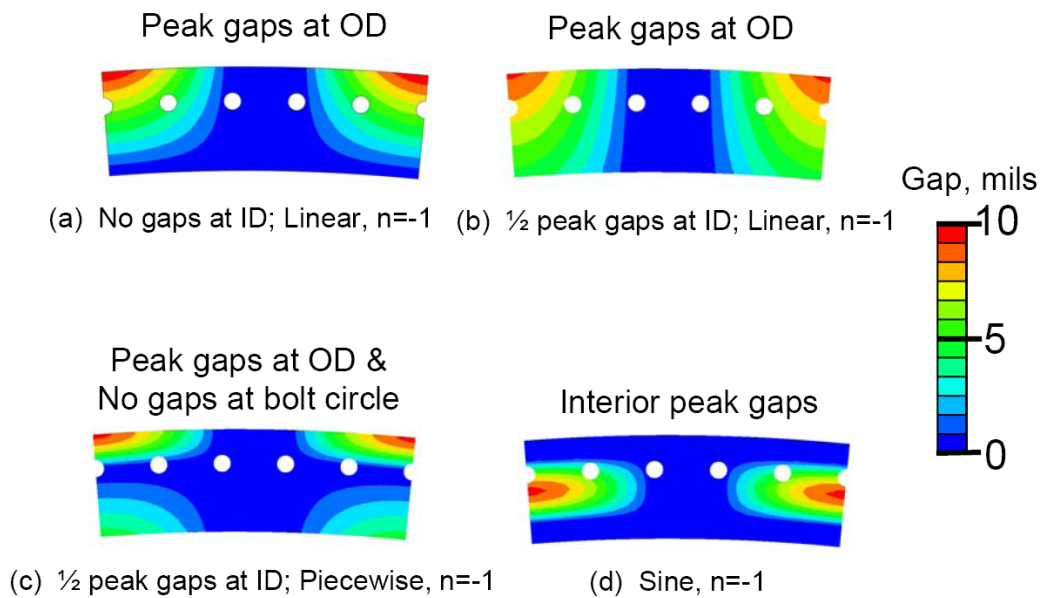 Peak gaps at OD
Peak gaps at OD
(a) No gaps at ID; Linear, n=-1
(b) ½ peak gaps at ID; Linear, n=-1
Gap, mils
10
5
0
Peak gaps at OD &
No gaps at bolt circle
Interior peak gaps
(c) ½ peak gaps at ID; Piecewise, n=-1
(d) Sine, n=-1